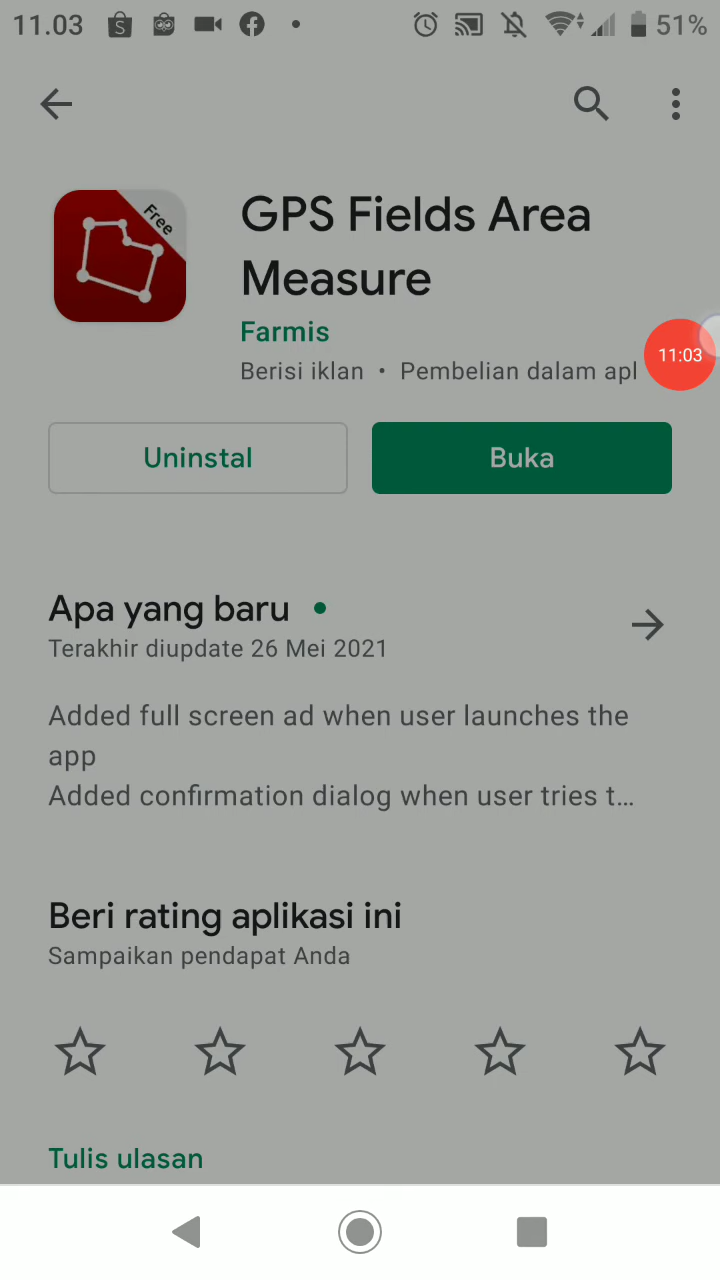 11.03
51%
Free
GPS Fields Area
Measure
Farmis
Berisi iklan • Pembelian dalam apl
11:03
Uninstal
Buka
Apa yang baru
Terakhir diupdate 26 Mei 2021
Added full screen ad when user launches the
app
Added confirmation dialog when user tries t...
Beri rating aplikasi ini
Sampaikan pendapat Anda
Tulis ulasan